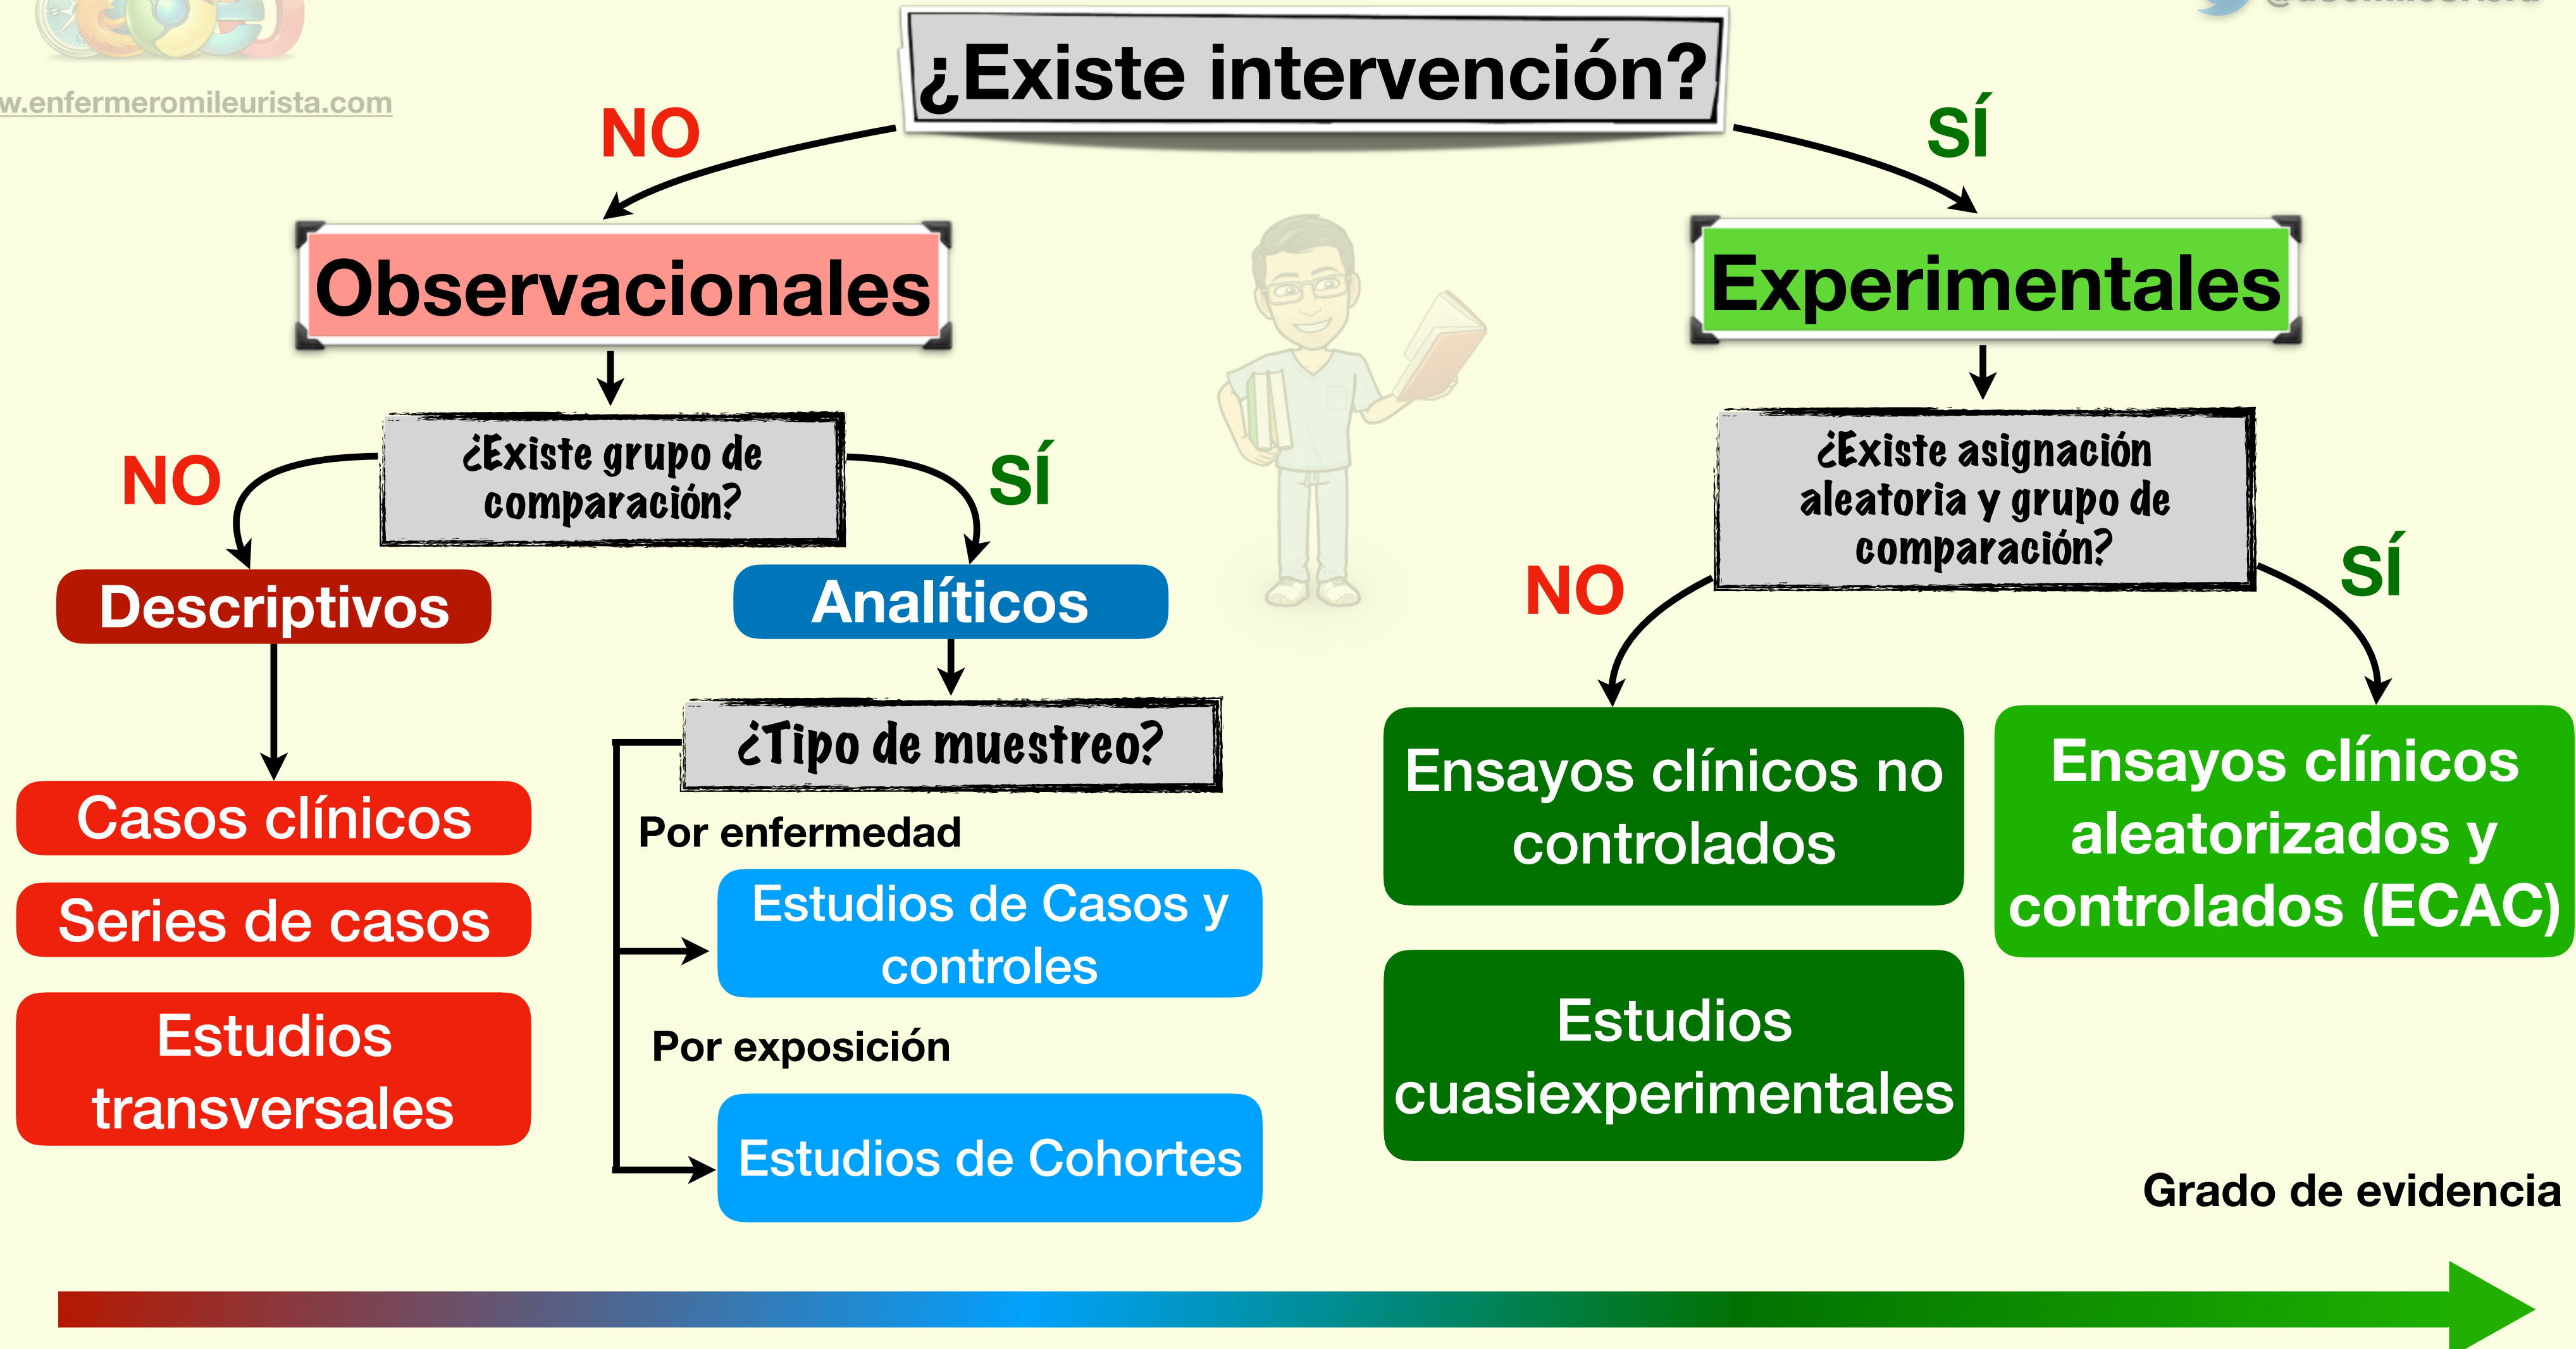 w.enfermeromileurista.com
¿Existe intervención?
NO
SÍ
Observacionales
Experimentales
¿Existe grupo de
comparación?
NO
SÍ
¿Existe asignación
aleatoria y grupo de
comparación?
NO
SÍ
Descriptivos
Analíticos
Casos clínicos
Series de casos
Estudios
transversales
¿Tipo de muestreo?
Por enfermedad
Estudios de Casos y
controles
Por exposición
Estudios de Cohortes
Ensayos clínicos no
controlados
Estudios
cuasiexperimentales
Ensayos clínicos
aleatorizados y
controlados (ECAC)
Grado de evidencia